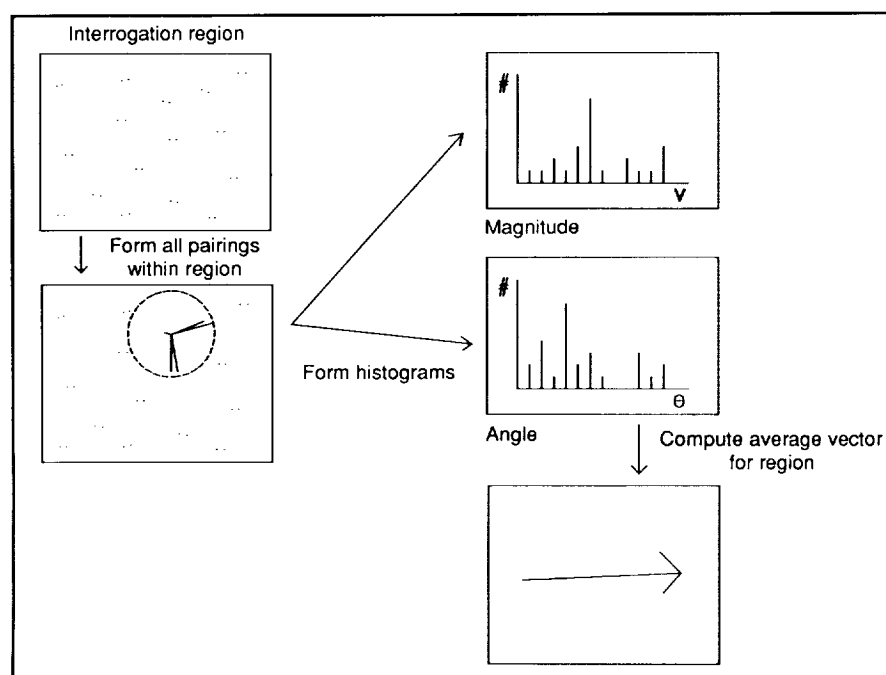 Interrogation region
Form all pairings
within region
#
V
Magnitude
Form histograms
#
θ
Angle
Compute average vector
for region